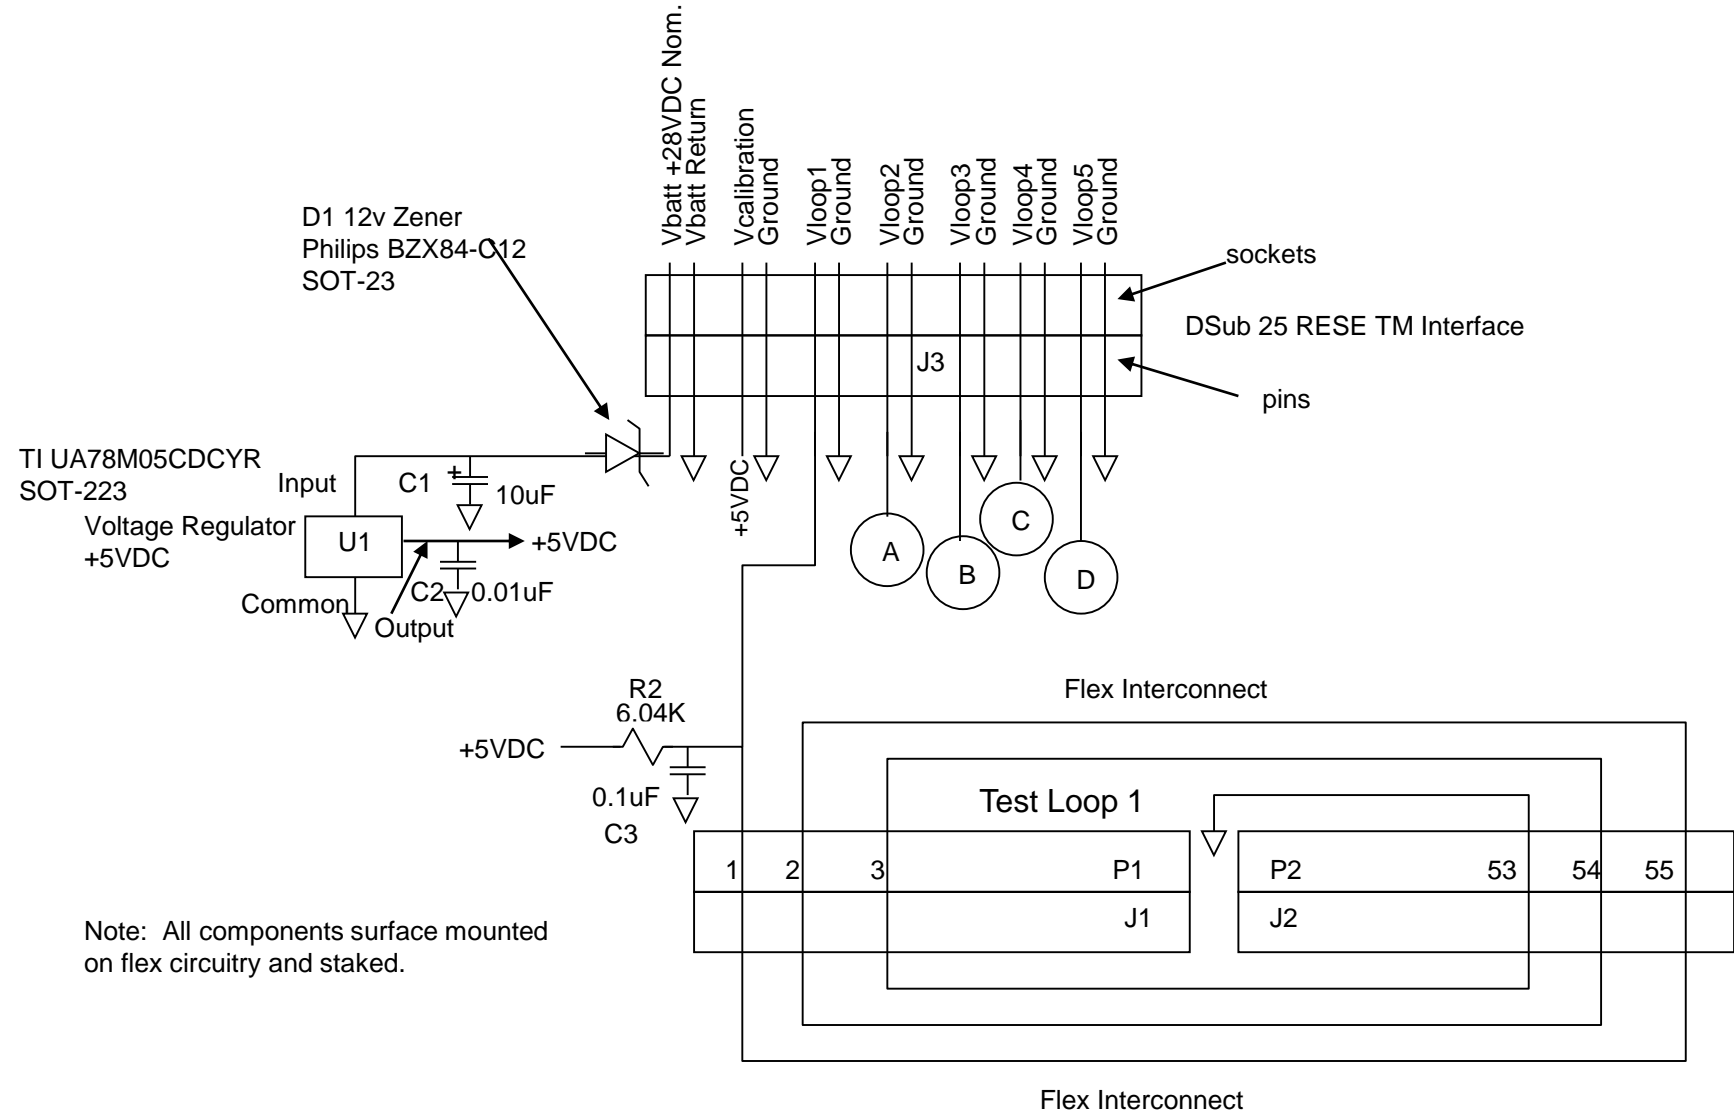 Vbatt +28VDC Nom.
Vbatt Return
Vcalibration
Ground
Vloop1
Ground
Vloop2
Ground
Vloop3
Ground
Vloop4
Ground
Vloop5
Ground
D1 12v Zener
Philips BZX84-C12
SOT-23
sockets
DSub 25 RESE TM Interface
J3
pins
TI UA78M05CDCYR
SOT-223
Input
C1
+
10uF
Voltage Regulator
+5VDC
U1
+5VDC
+5VDC
C2
0.01uF
Common
Output
A
B
C
D
R2
6.04K
+5VDC
0.1uF
C3
Flex Interconnect
Test Loop 1
1 2 3 P1
P2 53 54 55
J1
J2
Note: All components surface mounted
on flex circuitry and staked.
Flex Interconnect